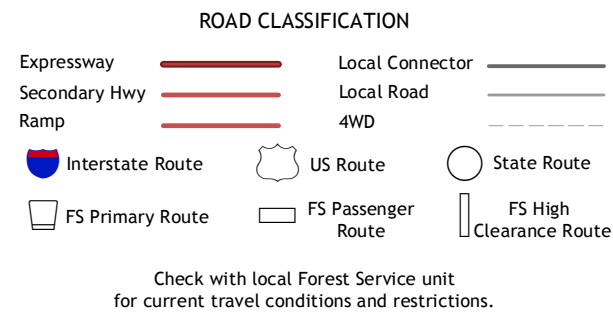 ROAD CLASSIFICATION
Expressway
Local Connector
Secondary Hwy
Local Road
Ramp
4WD
Interstate Route
US Route
State Route
FS Primary Route
FS Passenger
Route
FS High
Clearance Route
Check with local Forest Service unit
for current travel conditions and restrictions.